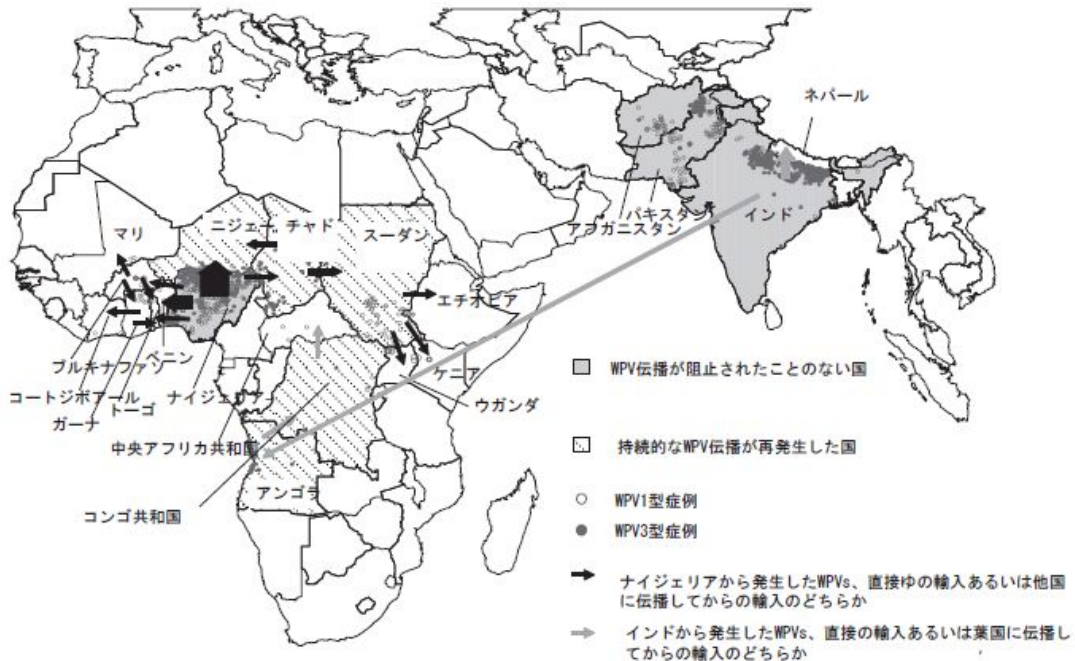 ネパール
パキスタン
アフガニスタン
インド
マリ
ニジェー
チャド
スーダン
エチオピア
ベニン
ブルキナファソ
コートジボアール
トーゴ
ガーナ
ナイジェリア
ケニア
ウガンダ
中央アフリカ共和国
アンゴラ
コンゴ共和国
WPV伝播が阻止されたことのない国
持続的なWPV伝播が再発生した国
WPV1型症例
WPV3型症例
ナイジェリアから発生したWPVs、直接ゆの輸入あるいは他国
に伝播してからの輸入のどちらか
インドから発生したWPVs、直接の輸入あるいは葉国に伝播し
てからの輸入のどちらか